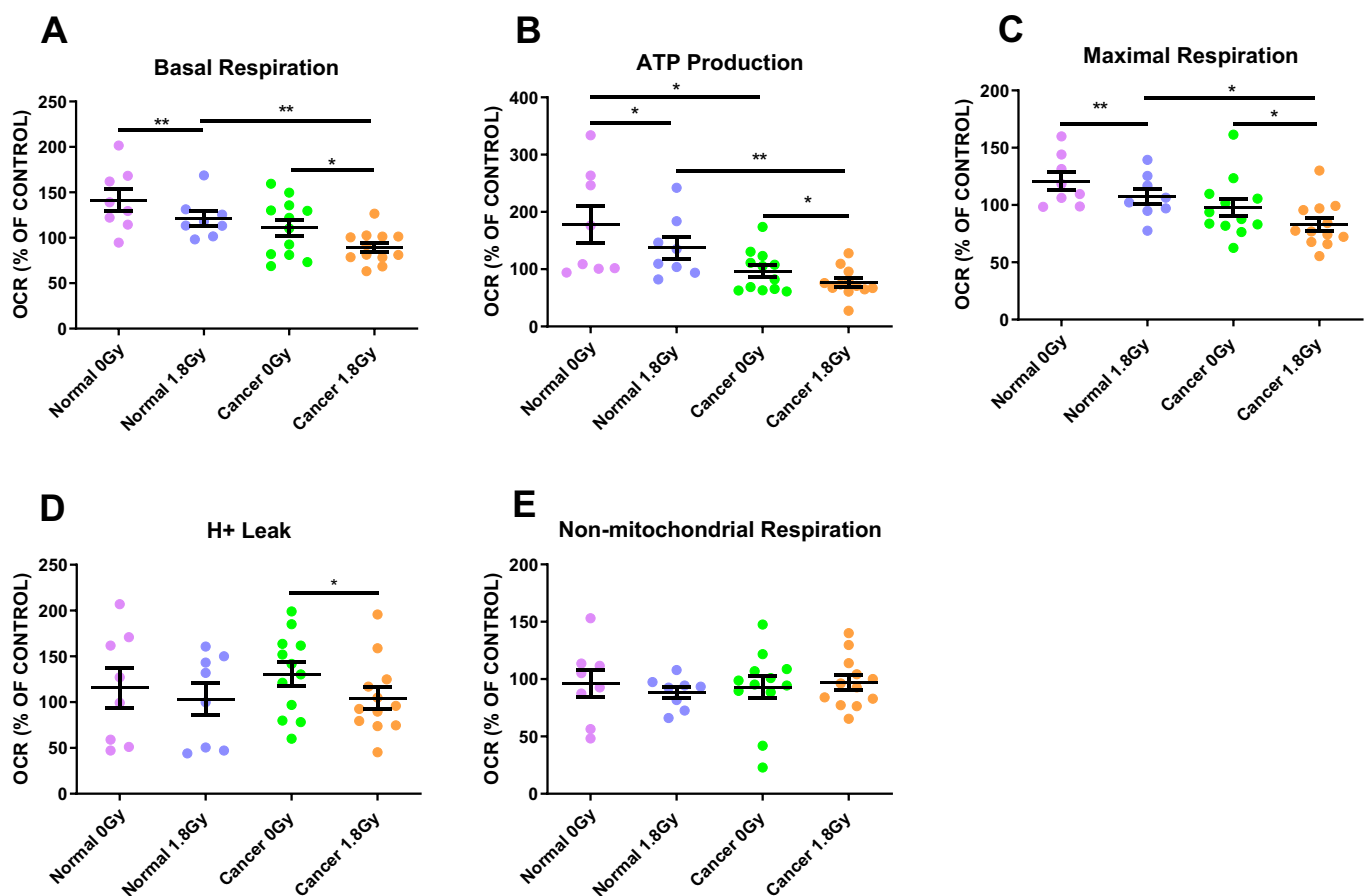 A
Basal Respiration
OCR (% OF CONTROL)
250
200
150
100
50
0
**
**
*
Normal 0Gy
Normal 1.8Gy
Cancer 0Gy
Cancer 1.8Gy
B
ATP Production
OCR (% OF CONTROL)
400
300
200
100
0
*
*
**
*
Normal 0Gy
Normal 1.8Gy
Cancer 0Gy
Cancer 1.8Gy
C
Maximal Respiration
OCR (% OF CONTROL)
200
150
100
50
0
*
**
*
Normal 0Gy
Normal 1.8Gy
Cancer 0Gy
Cancer 1.8Gy
D
H+ Leak
OCR (% OF CONTROL)
250
200
150
100
50
0
*
Normal 0Gy
Normal 1.8Gy
Cancer 0Gy
Cancer 1.8Gy
E
Non-mitochondrial Respiration
OCR (% OF CONTROL)
200
150
100
50
0
Normal 0Gy
Normal 1.8Gy
Cancer 0Gy
Cancer 1.8Gy